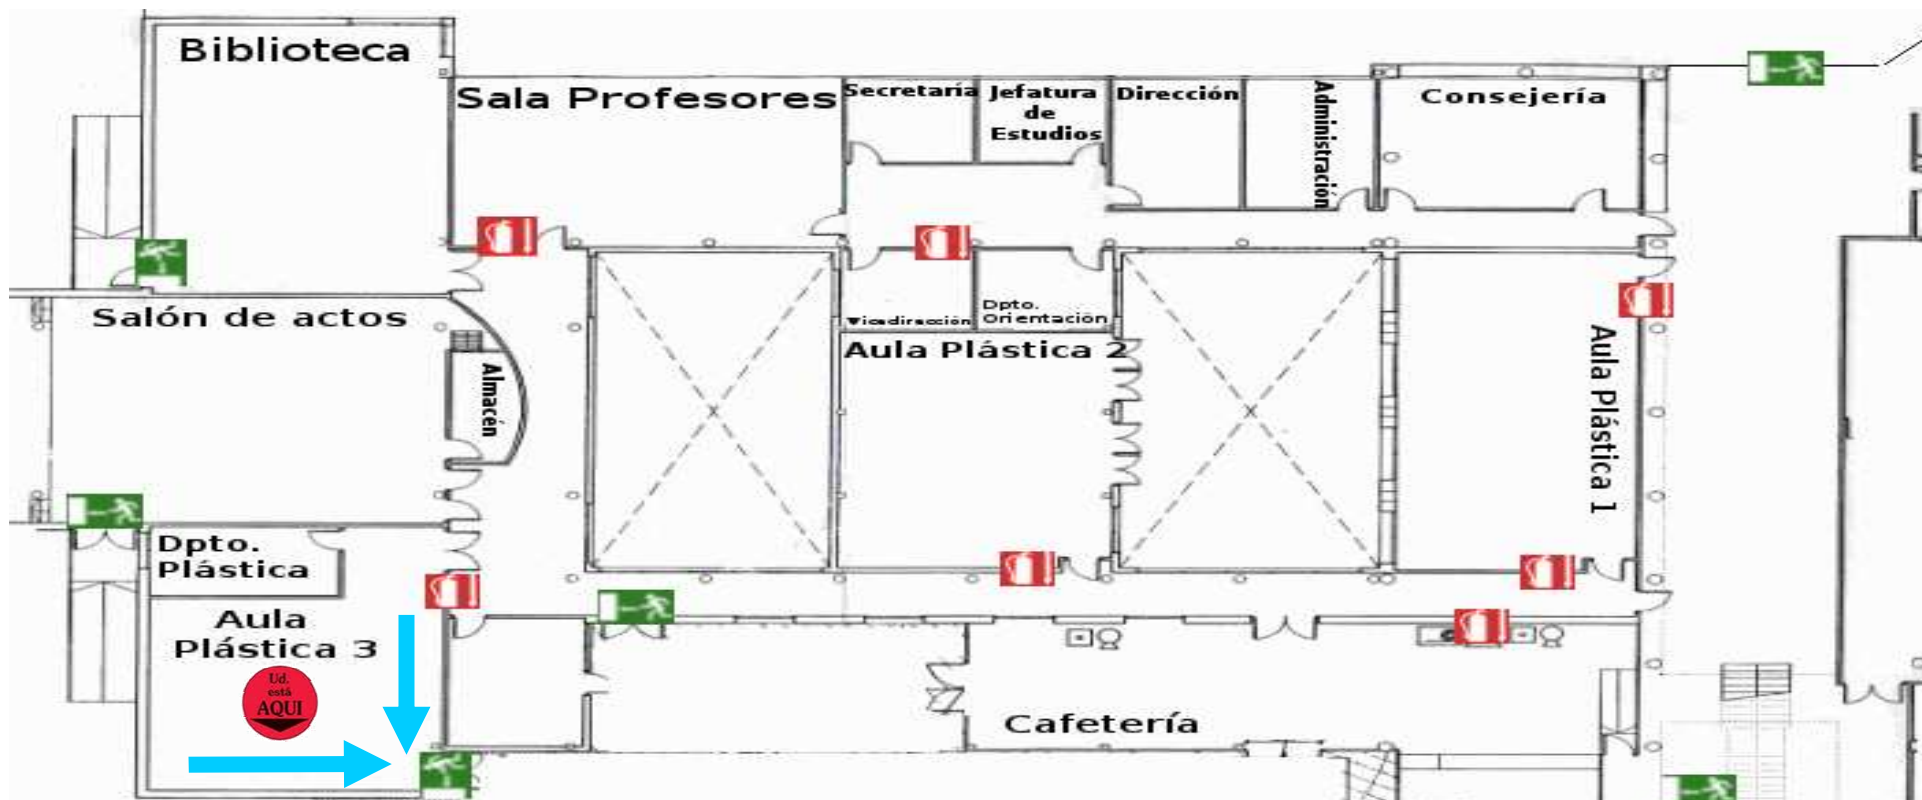 Biblioteca
Sala Profesores
Secretaría
Jefatura
de
Estudios
Dirección
Administración
Consejería
Salón de actos
Almacén
Vicedirección
Dpto.
Orientación
Aula Plástica 2
Aula Plástica 1
Dpto.
Plástica
Aula
Plástica 3
Ud.
está
AQUI
Cafetería